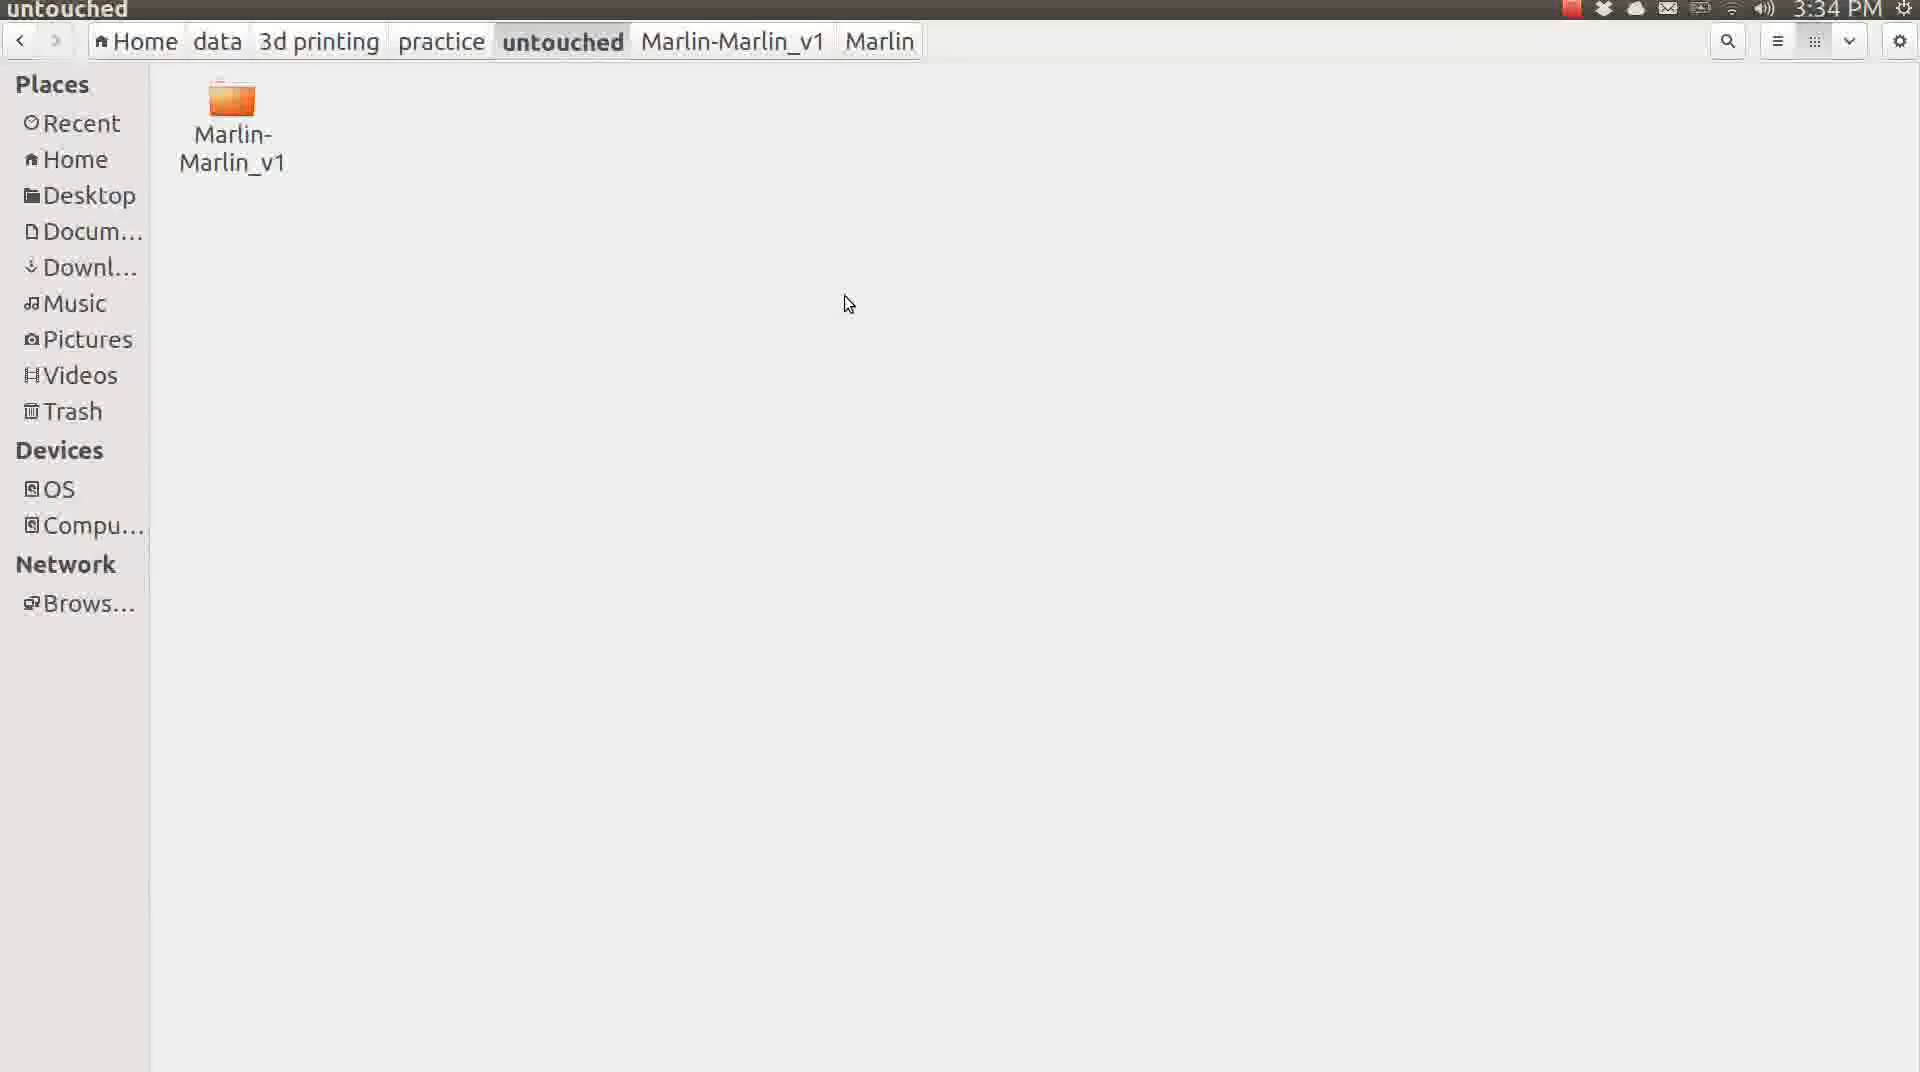 untouched
3:34 PM
Home data 3d printing practice untouched Marlin-Marlin_v1 Marlin
Places
Recent
Home
Desktop
Docum...
Downl...
Music
Pictures
Videos
Trash
Devices
OS
Compu...
Network
Brows...
Marlin-
Marlin_v1